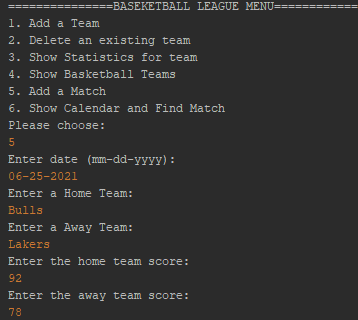 ===============BASEKETBALL LEAGUE MENU============
1. Add a Team
2. Delete an existing team
3. Show Statistics for team
4. Show Basketball Teams
5. Add a Match
6. Show Calendar and Find Match
Please choose:
5
Enter date (mm-dd-yyyy):
06-25-2021
Enter a Home Team:
Bulls
Enter a Away Team:
Lakers
Enter the home team score:
92
Enter the away team score:
78